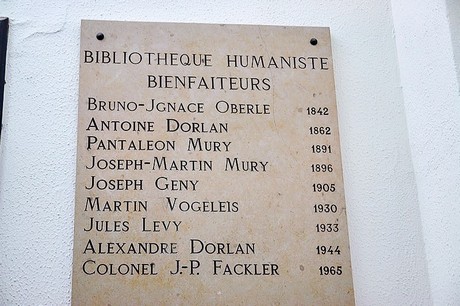 BIBLIOTHEQUE HUMANISTE
BIENFAITEURS
BRUNO-JGNACE OBERLE 1842
ANTOINE DORLAN 1862
PANTALEON MURY 1891
JOSEPH-MARTIN MURY 1896
JOSEPH GENY 1905
MARTIN VOGELEIS 1930
JULES LEVY 1933
ALEXANDRE DORLAN 1944
COLONEL J.-P. FACKLER 1965